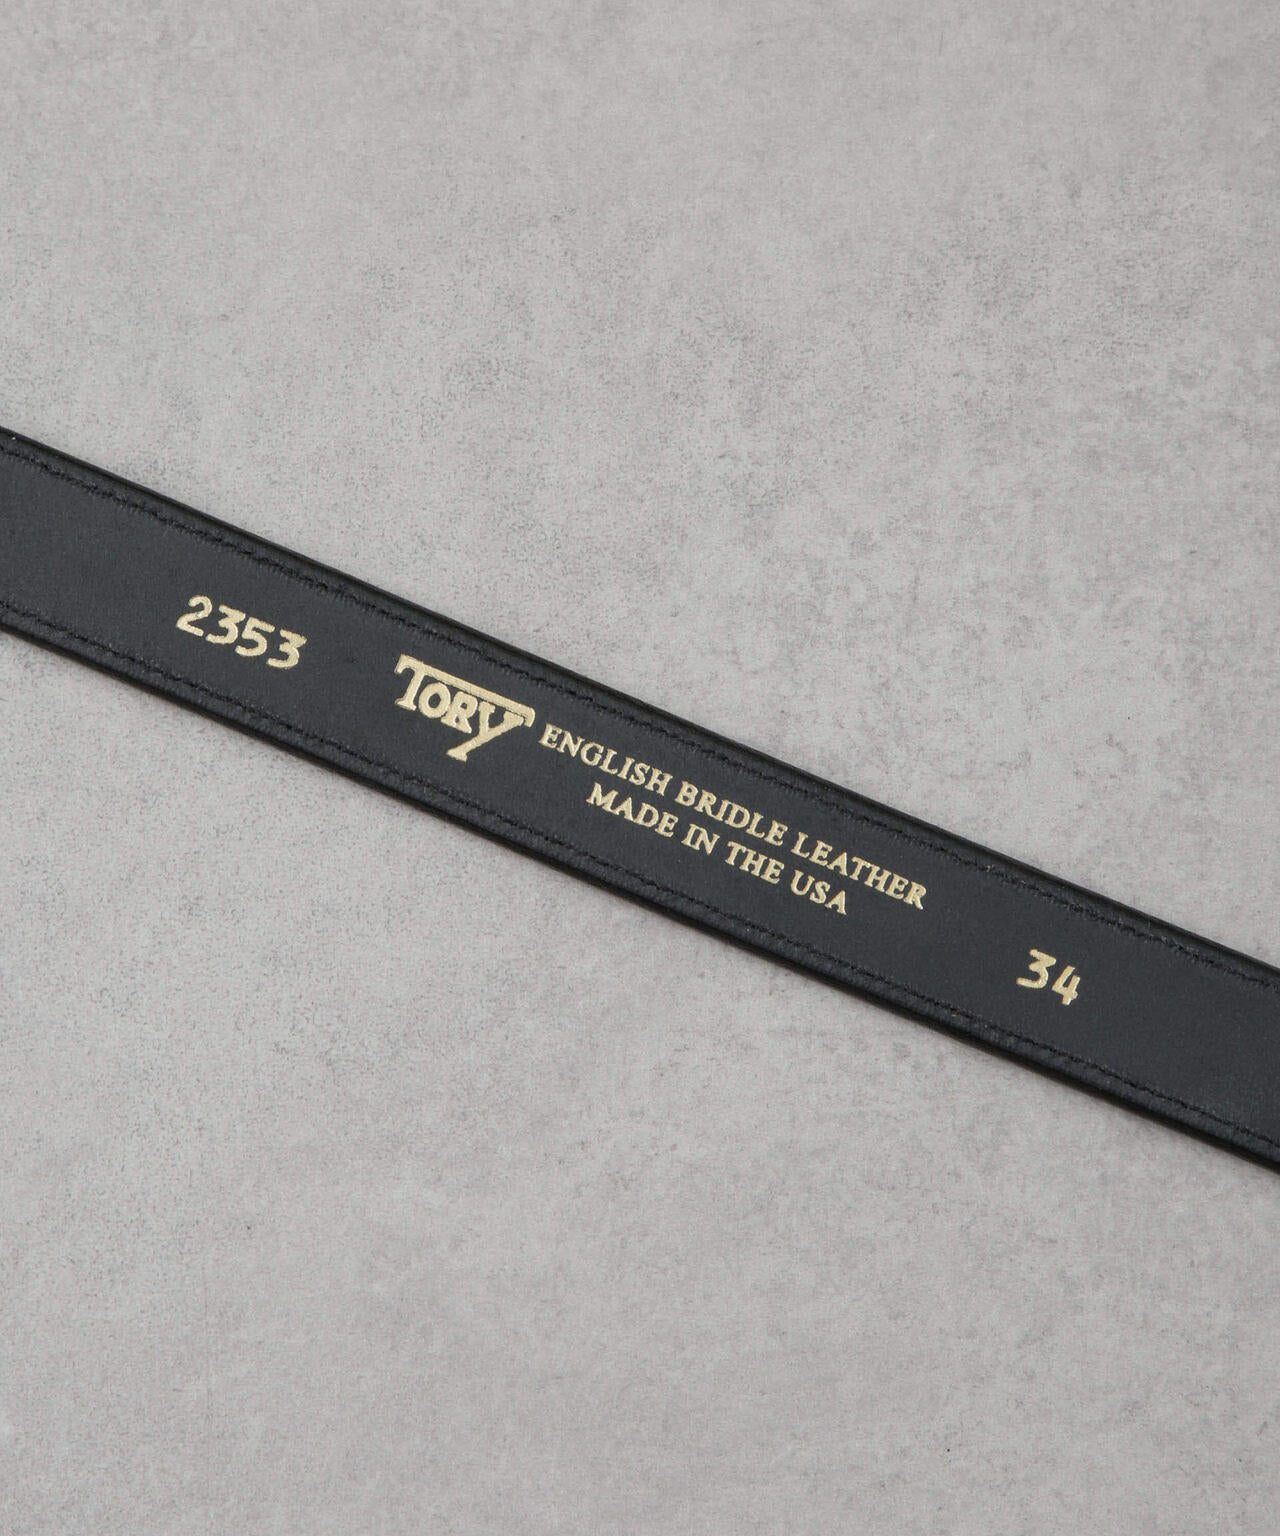 2353
TORY
ENGLISH BRIDLE LEATHER
MADE IN THE USA
34